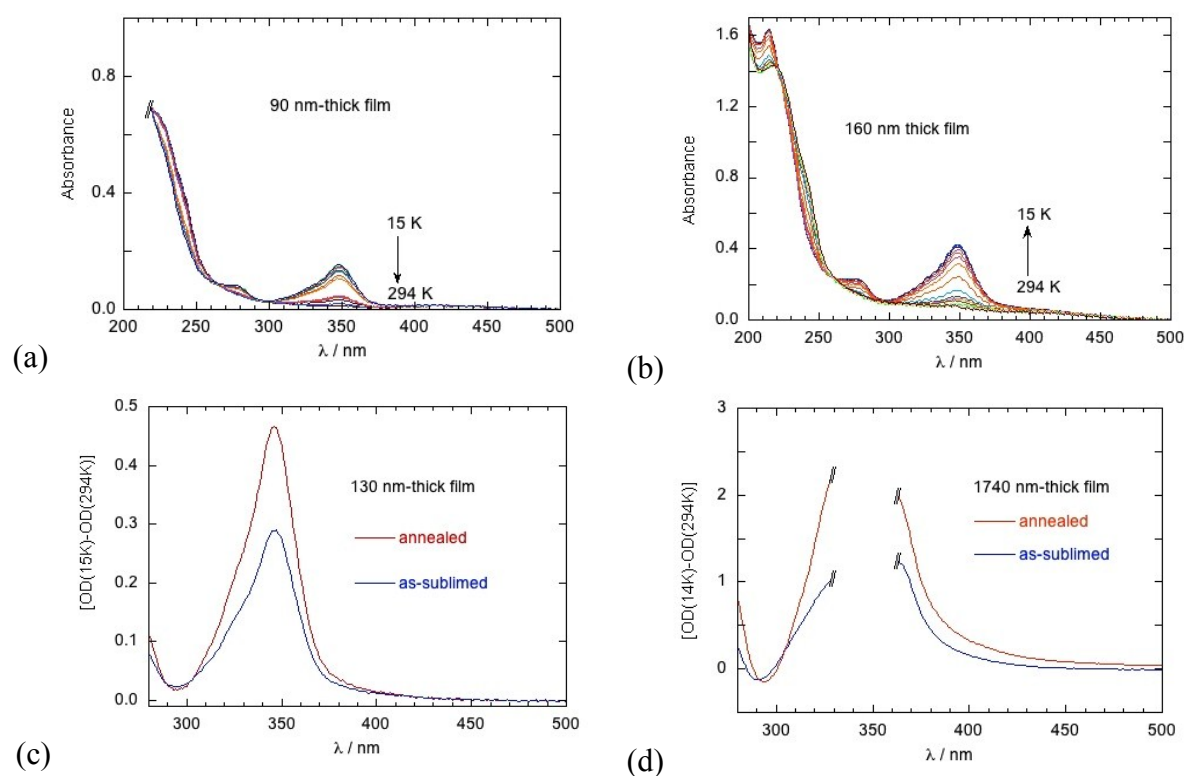 0.8
0.4
0.0
Absorbance
90 nm-thick film
15 K
294 K
200 250 300 350 400 450 500
λ / nm
(a)
1.6
1.2
0.8
0.4
0.0
Absorbance
160 nm thick film
15 K
294 K
200 250 300 350 400 450 500
λ / nm
(b)
0.5
0.4
0.3
0.2
0.1
0.0
[OD(15K)-OD(294K)]
130 nm-thick film
annealed
as-sublimed
300 350 400 450 500
λ / nm
(c)
3
2
1
0
[OD(14K)-OD(294K)]
1740 nm-thick film
annealed
as-sublimed
300 350 400 450 500
λ / nm
(d)